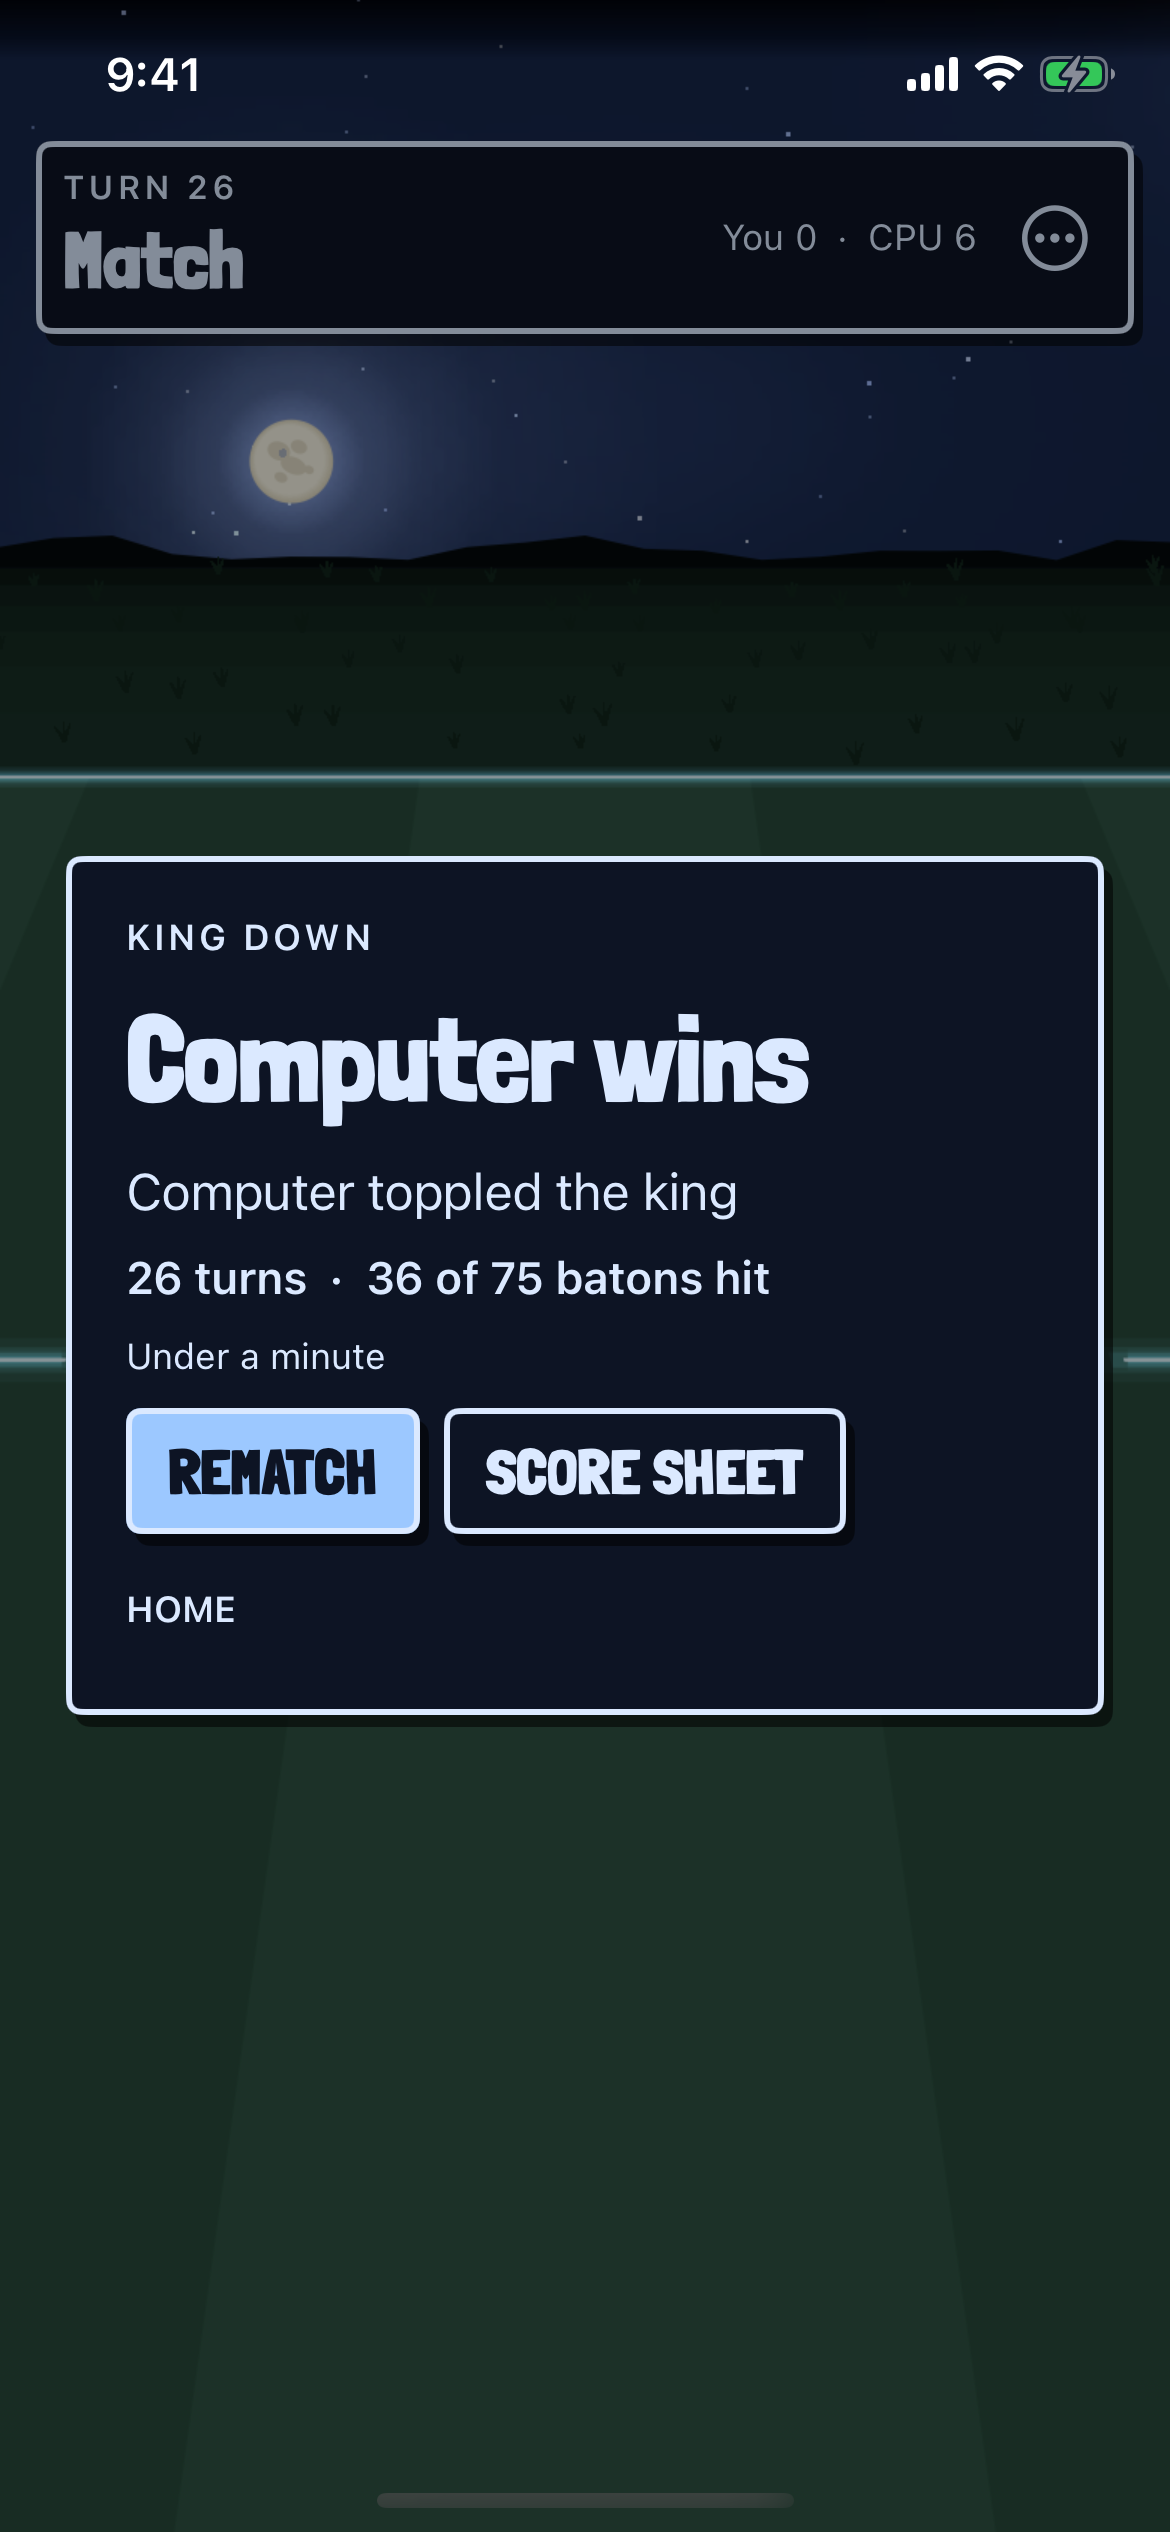 9:41
TURN 26
Match
You 0 · CPU 6
KING DOWN
Computer wins
Computer toppled the king
26 turns · 36 of 75 batons hit
Under a minute
REMATCH
SCORE SHEET
HOME